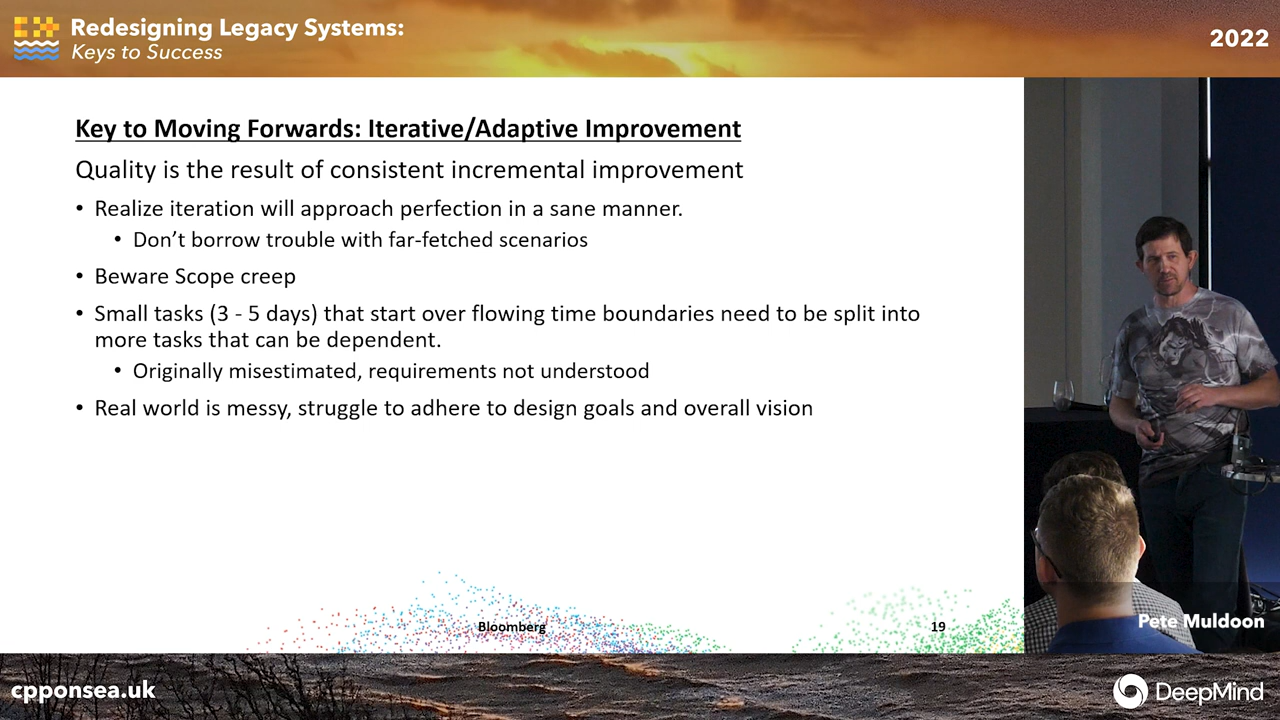 Redesigning Legacy Systems:
Keys to Success
2022
Key to Moving Forwards: Iterative/Adaptive Improvement
Quality is the result of consistent incremental improvement
• Realize iteration will approach perfection in a sane manner.
• Don’t borrow trouble with far-fetched scenarios
• Beware Scope creep
• Small tasks (3 - 5 days) that start over flowing time boundaries need to be split into
more tasks that can be dependent.
• Originally misestimated, requirements not understood
• Real world is messy, struggle to adhere to design goals and overall vision
Bloomberg
19
Pete Muldoon
cpponsea.uk
DeepMind